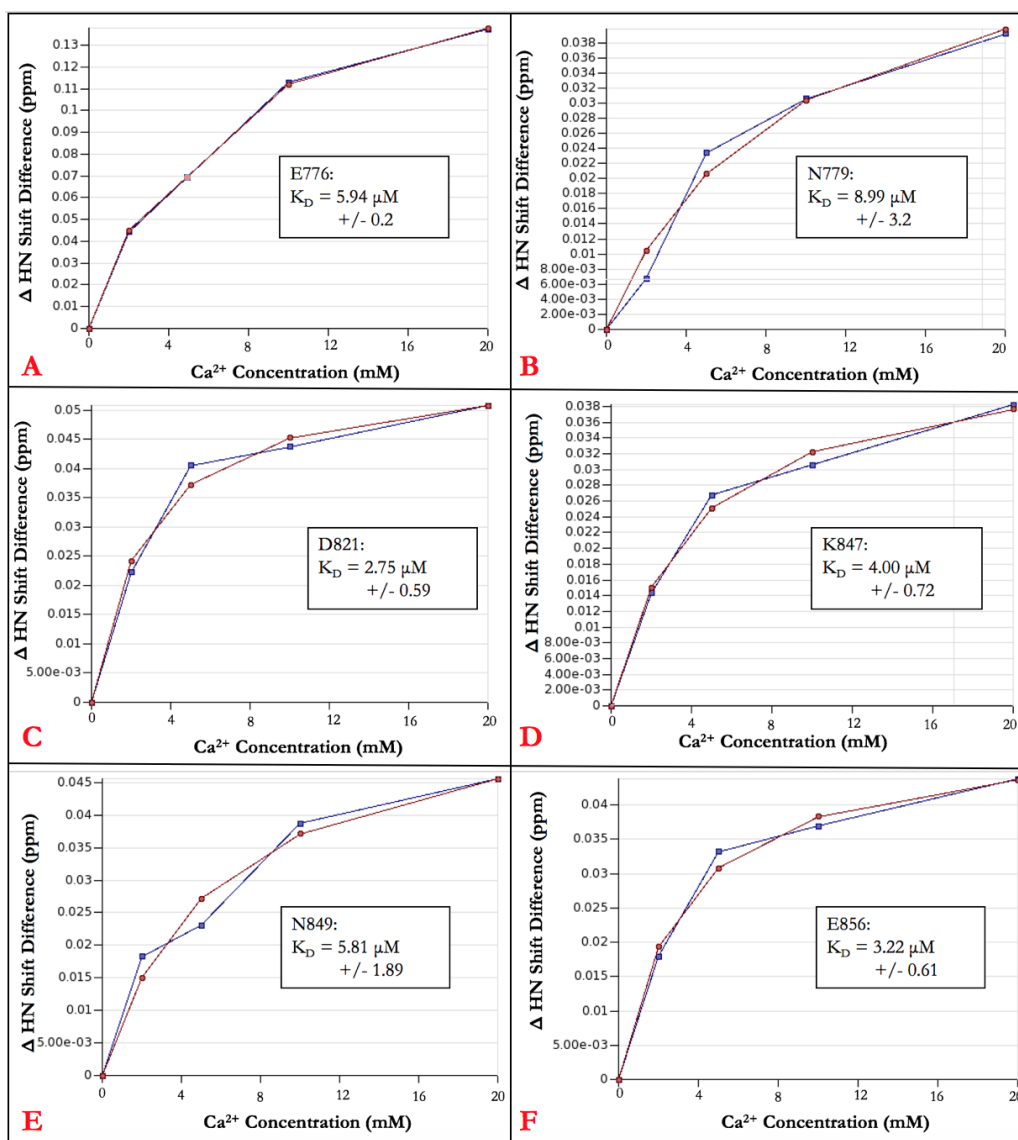 Δ HN Shift Difference (ppm)
0.13
0.12
0.11
0.1
0.09
0.08
0.07
0.06
0.05
0.04
0.03
0.02
0.01
0
E776:
K_D = 5.94 µM
+/- 0.2
0 4 8 12 16 20
Ca²⁺ Concentration (mM)
A
Δ HN Shift Difference (ppm)
0.038
0.036
0.034
0.032
0.03
0.028
0.026
0.024
0.022
0.02
0.018
0.016
0.014
0.012
0.01
8.00e-03
6.00e-03
4.00e-03
2.00e-03
0
N779:
K_D = 8.99 µM
+/- 3.2
0 4 8 12 16 20
Ca²⁺ Concentration (mM)
B
Δ HN Shift Difference (ppm)
0.05
0.045
0.04
0.035
0.03
0.025
0.02
0.015
0.01
5.00e-03
0
D821:
K_D = 2.75 µM
+/- 0.59
0 4 8 12 16 20
Ca²⁺ Concentration (mM)
C
Δ HN Shift Difference (ppm)
0.038
0.036
0.034
0.032
0.03
0.028
0.026
0.024
0.022
0.02
0.018
0.016
0.014
0.012
0.01
8.00e-03
6.00e-03
4.00e-03
2.00e-03
0
K847:
K_D = 4.00 µM
+/- 0.72
0 4 8 12 16 20
Ca²⁺ Concentration (mM)
D
Δ HN Shift Difference (ppm)
0.045
0.04
0.035
0.03
0.025
0.02
0.015
0.01
5.00e-03
0
N849:
K_D = 5.81 µM
+/- 1.89
0 4 8 12 16 20
Ca²⁺ Concentration (mM)
E
Δ HN Shift Difference (ppm)
0.04
0.035
0.03
0.025
0.02
0.015
0.01
5.00e-03
0
E856:
K_D = 3.22 µM
+/- 0.61
0 4 8 12 16 20
Ca²⁺ Concentration (mM)
F